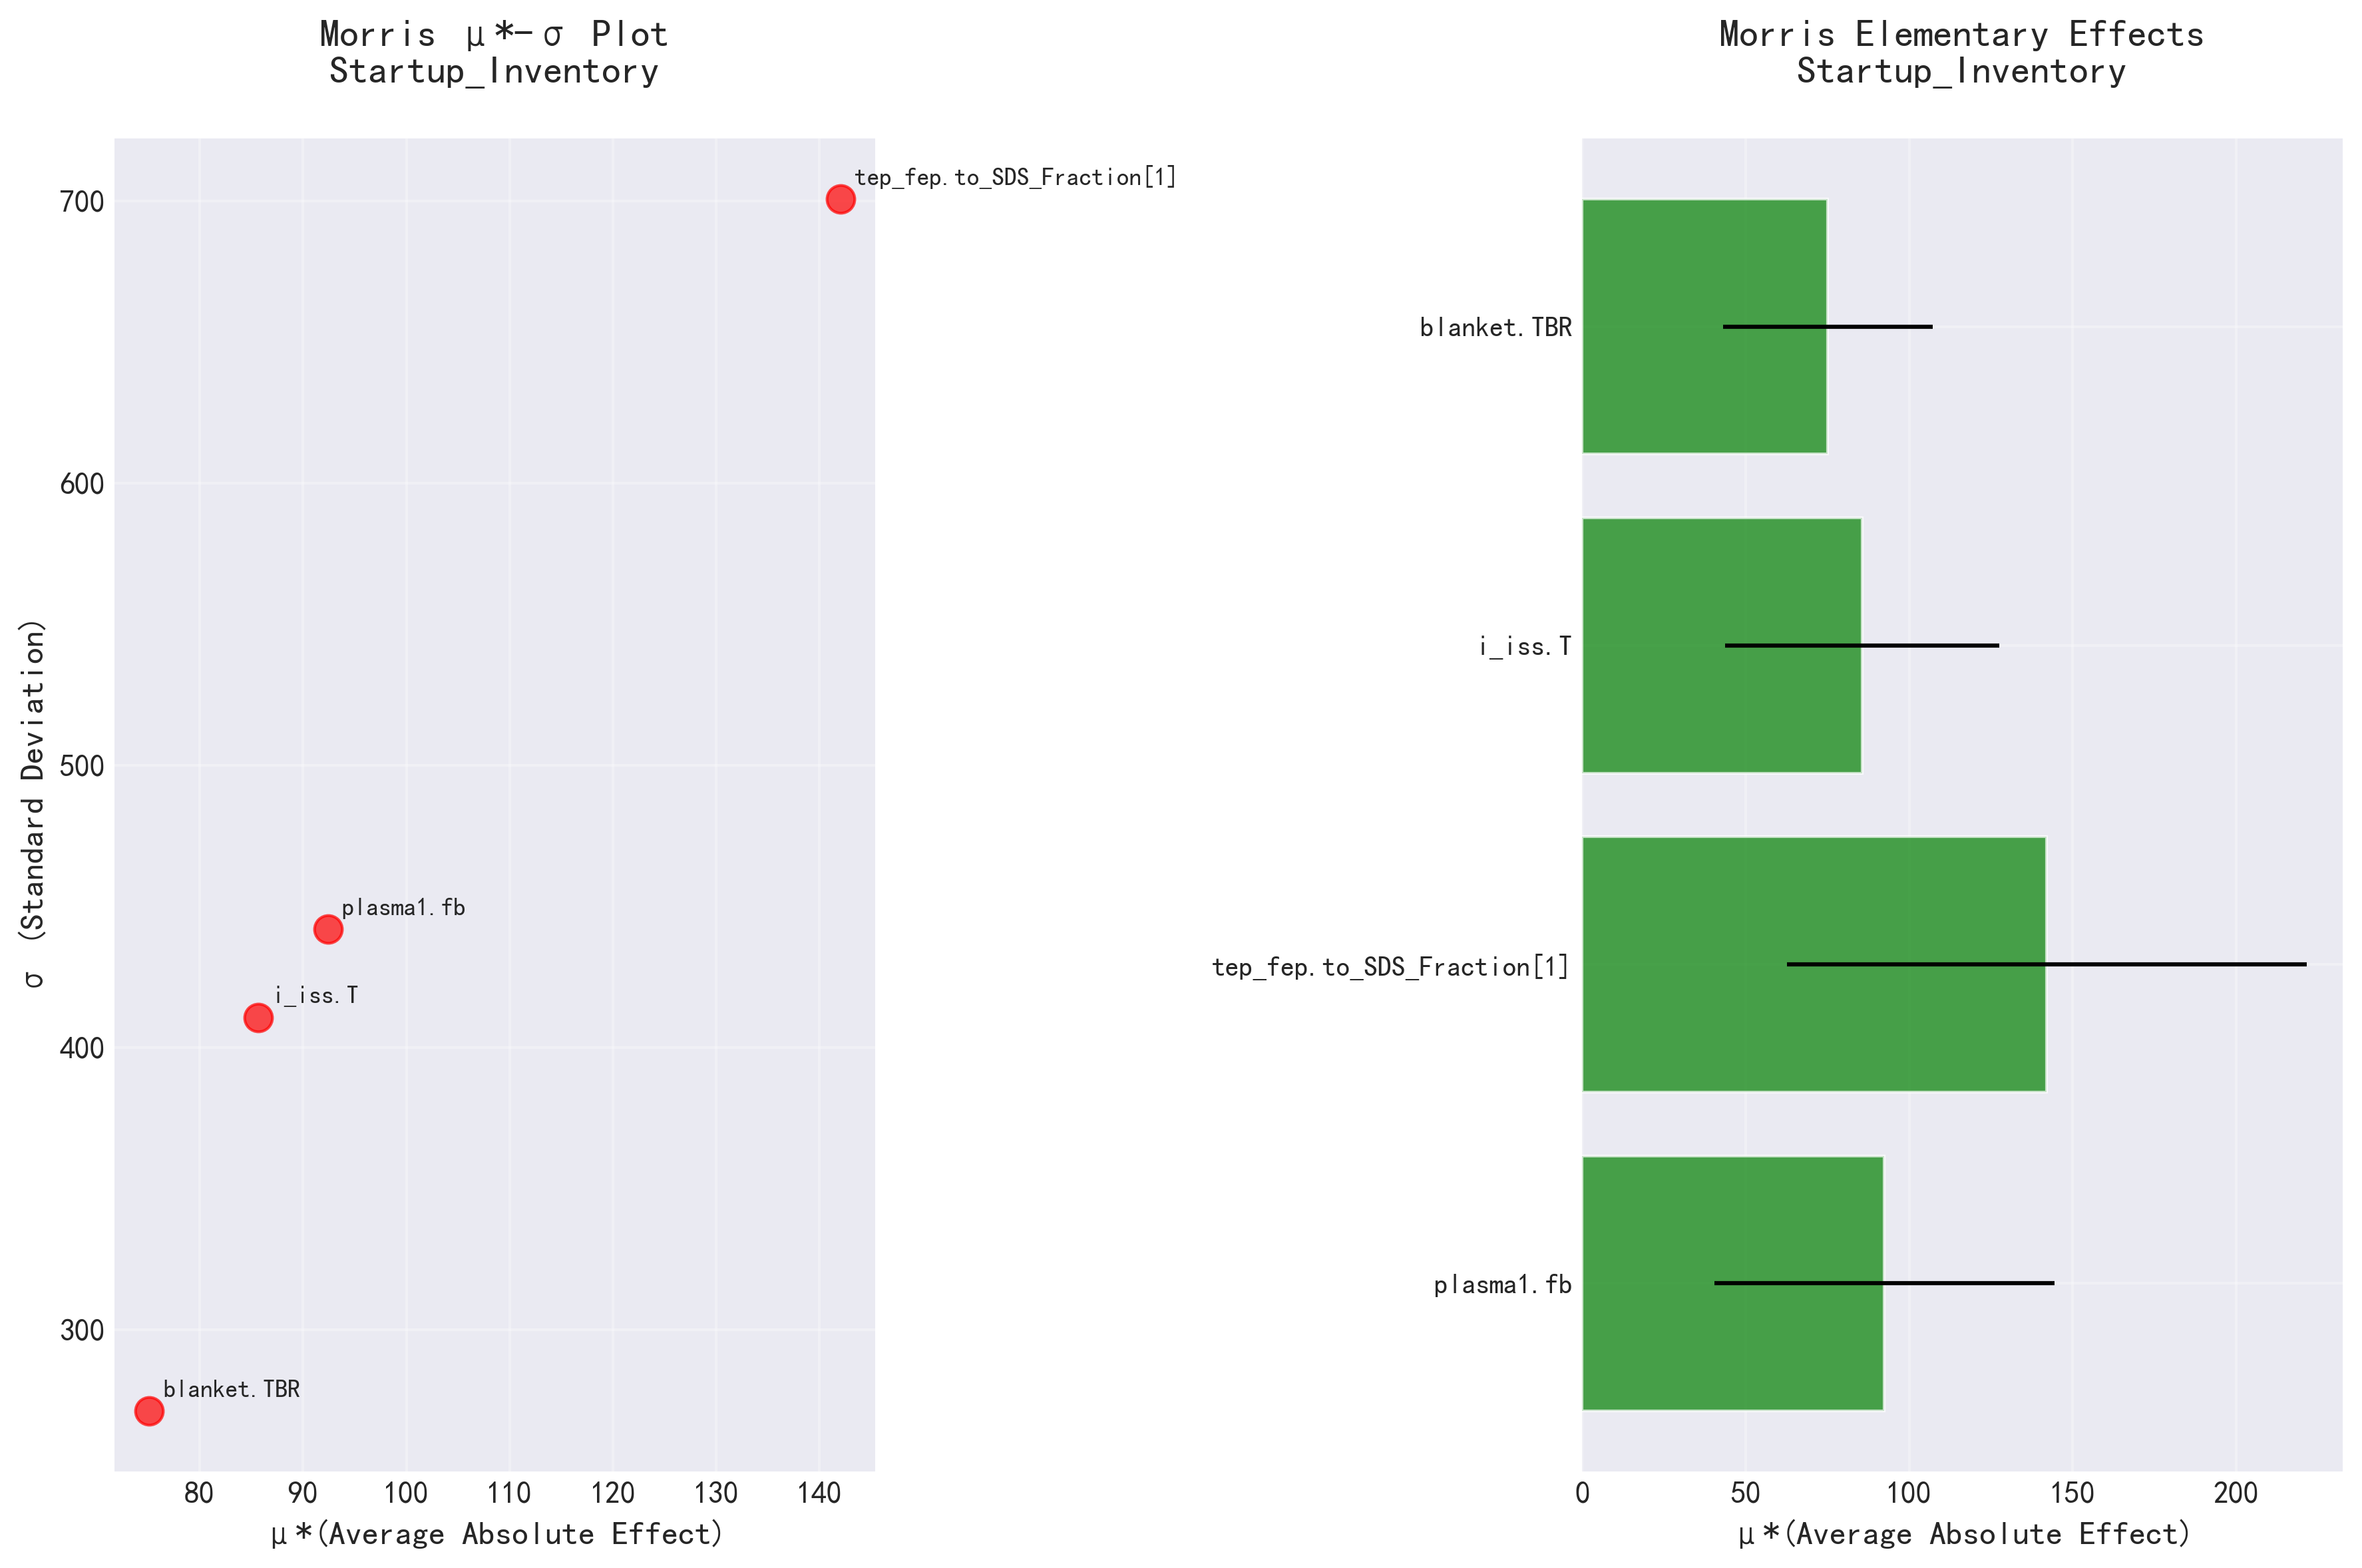 Morris μ*-σ Plot
Startup_Inventory
700
600
500
400
300
σ (Standard Deviation)
tep_fep.to_SDS_Fraction[1]
plasma1.fb
i_iss.T
blanket.TBR
80 90 100 110 120 130 140
μ*(Average Absolute Effect)
Morris Elementary Effects
Startup_Inventory
blanket.TBR
i_iss.T
tep_fep.to_SDS_Fraction[1]
plasma1.fb
0 50 100 150 200
μ*(Average Absolute Effect)